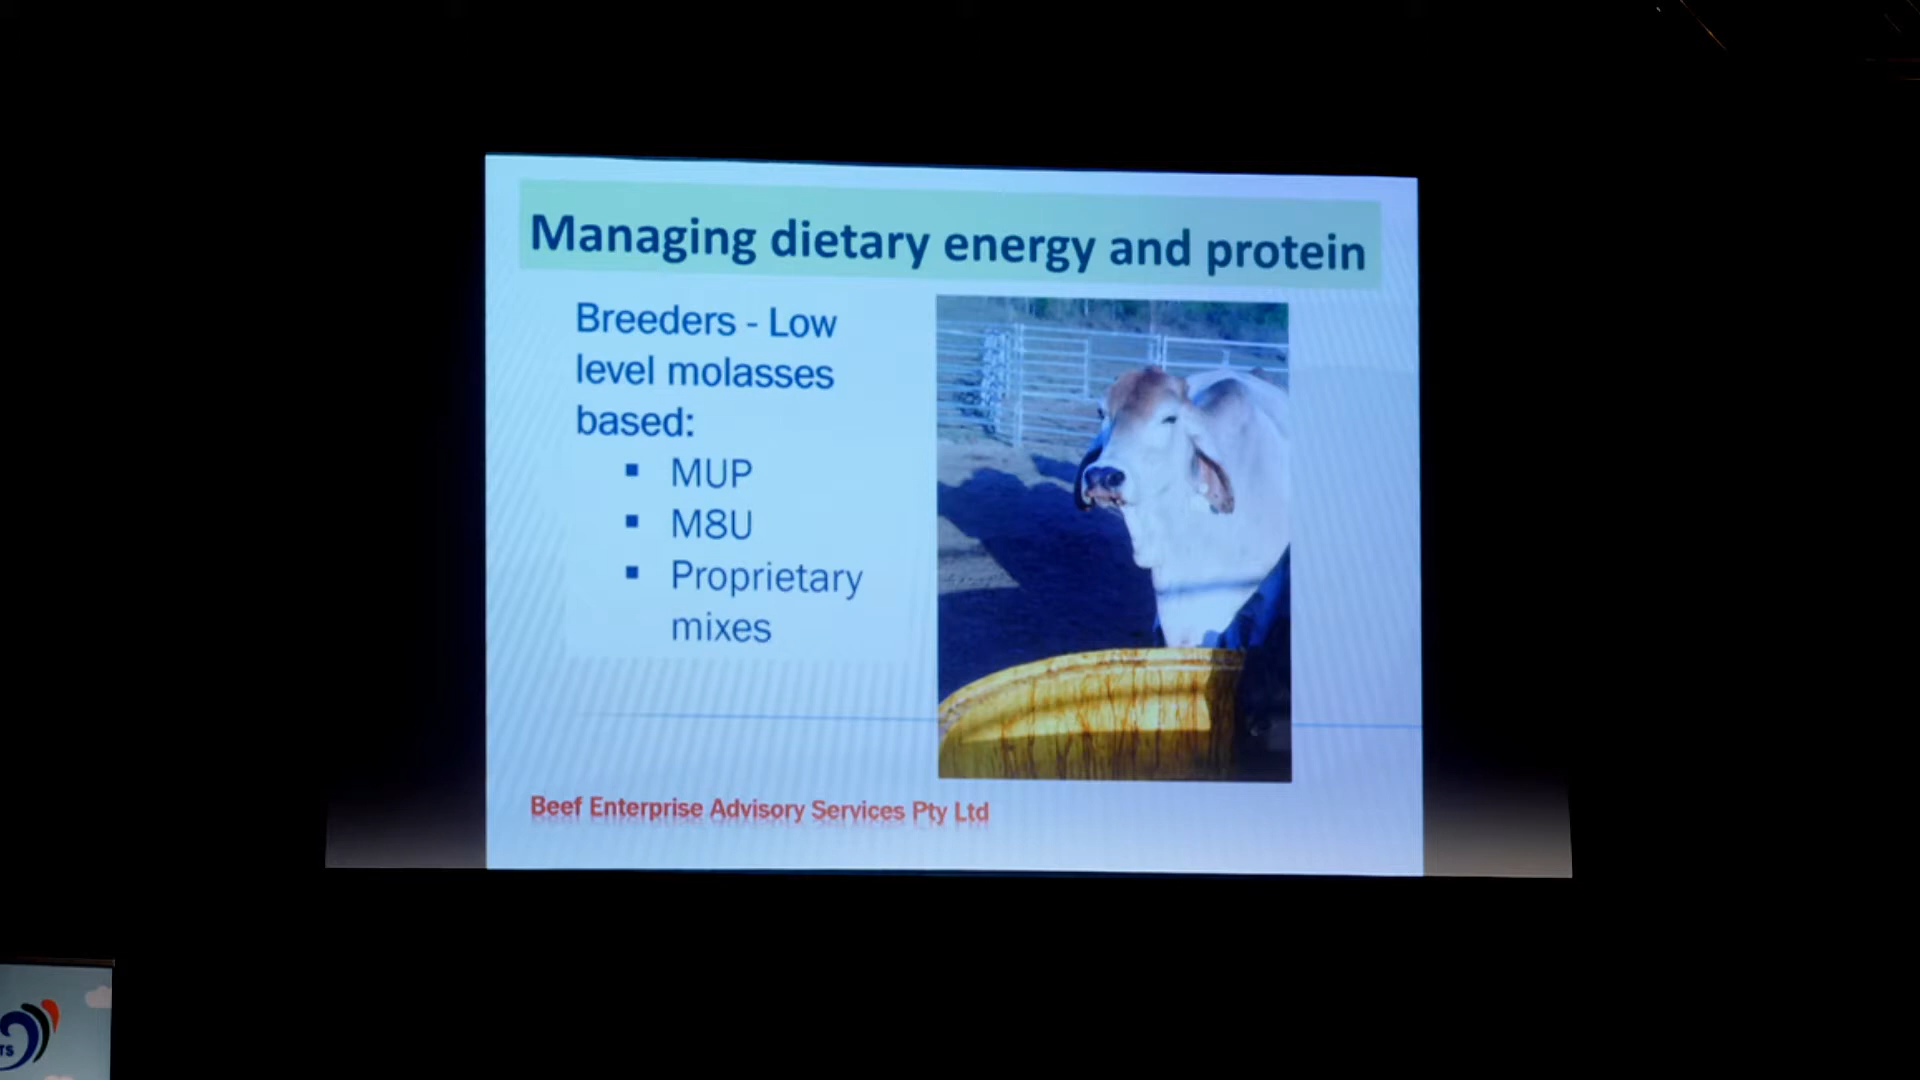 Managing dietary energy and protein
Breeders - Low
level molasses
based:
▪ MUP
▪ M8U
▪ Proprietary
mixes
Beef Enterprise Advisory Services Pty Ltd
TS